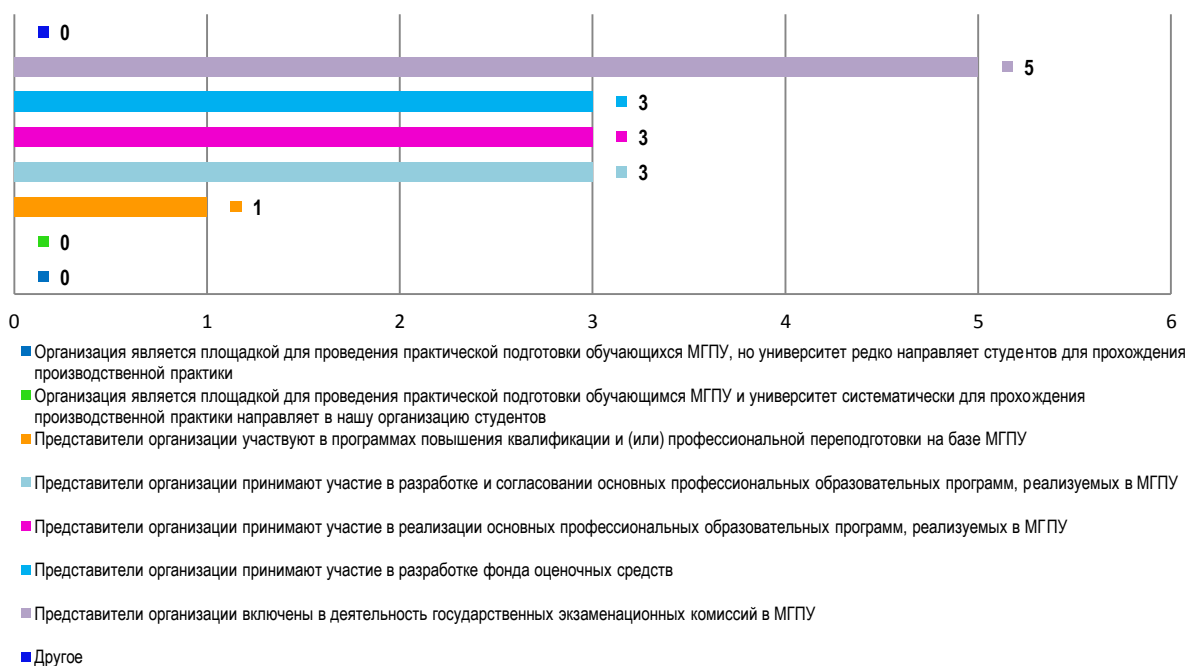 0
5
3
3
3
1
0
0
0 1 2 3 4 5 6
Организация является площадкой для проведения практической подготовки обучающихся МГПУ, но университет редко направляет студентов для прохождения
производственной практики
Организация является площадкой для проведения практической подготовки обучающимся МГПУ и университет систематически для прохождения
производственной практики направляет в нашу организацию студентов
Представители организации участвуют в программах повышения квалификации и (или) профессиональной переподготовки на базе МГПУ
Представители организации принимают участие в разработке и согласовании основных профессиональных образовательных программ, реализуемых в МГПУ
Представители организации принимают участие в реализации основных профессиональных образовательных программ, реализуемых в МГПУ
Представители организации принимают участие в разработке фонда оценочных средств
Представители организации включены в деятельность государственных экзаменационных комиссий в МГПУ
Другое